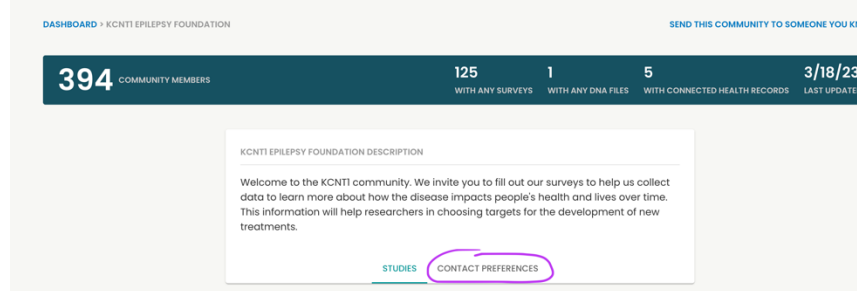 DASHBOARD > KCNT1 EPILEPSY FOUNDATION
SEND THIS COMMUNITY TO SOMEONE YOU
394 COMMUNITY MEMBERS
125
WITH ANY SURVEYS
1
WITH ANY DNA FILES
5
WITH CONNECTED HEALTH RECORDS
3/18/23
LAST UPDATE
KCNT1 EPILEPSY FOUNDATION DESCRIPTION
Welcome to the KCNT1 community. We invite you to fill out our surveys to help us collect
data to learn more about how the disease impacts people's health and lives over time.
This information will help researchers in choosing targets for the development of new
treatments.
STUDIES CONTACT PREFERENCES